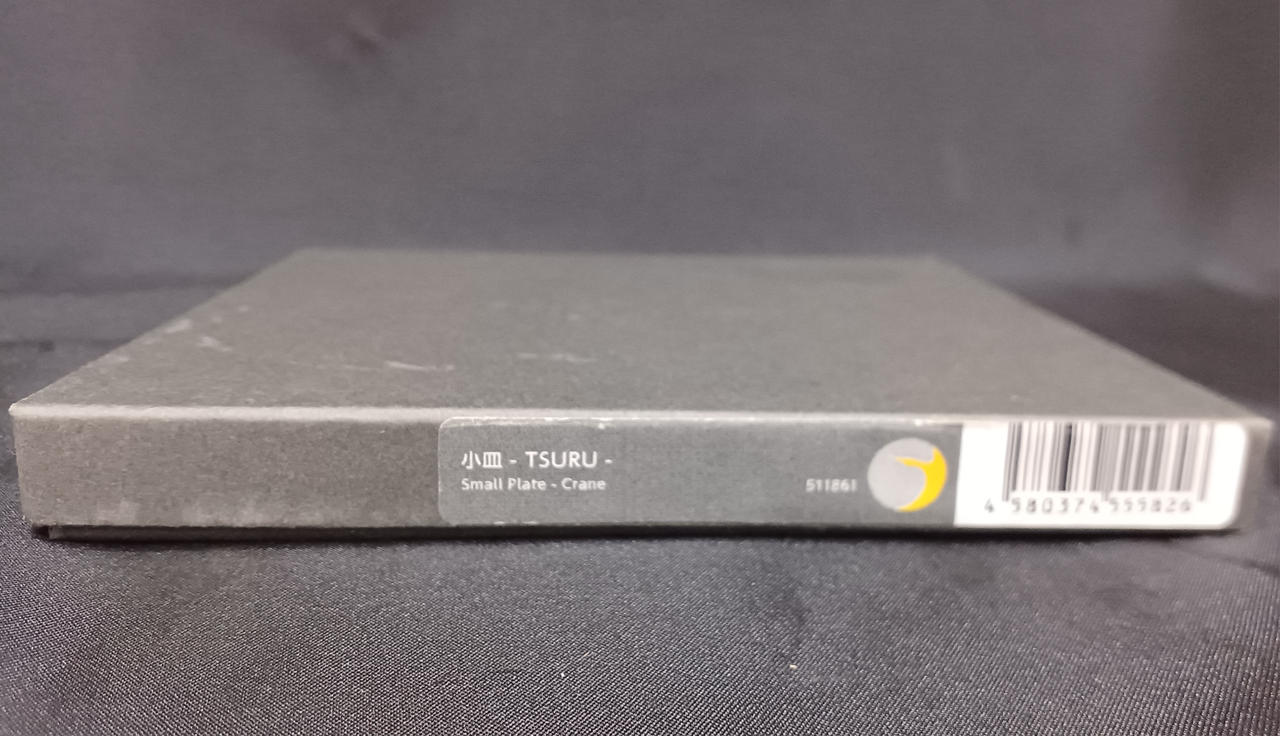 小皿 - TSURU -
Small Plate - Crane
511861
4 580374 555826